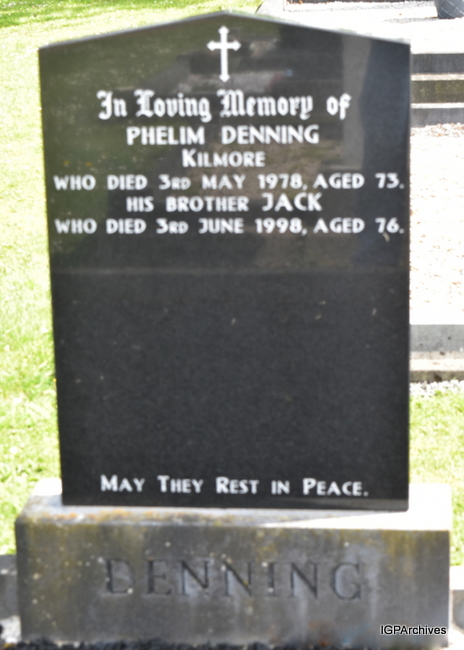 In Loving Memory of
PHELIM DENNING
KILMORE
WHO DIED 3RD MAY 1978, AGED 73.
HIS BROTHER JACK
WHO DIED 3RD JUNE 1998, AGED 76.
MAY THEY REST IN PEACE.
DENNING
IGPArchives